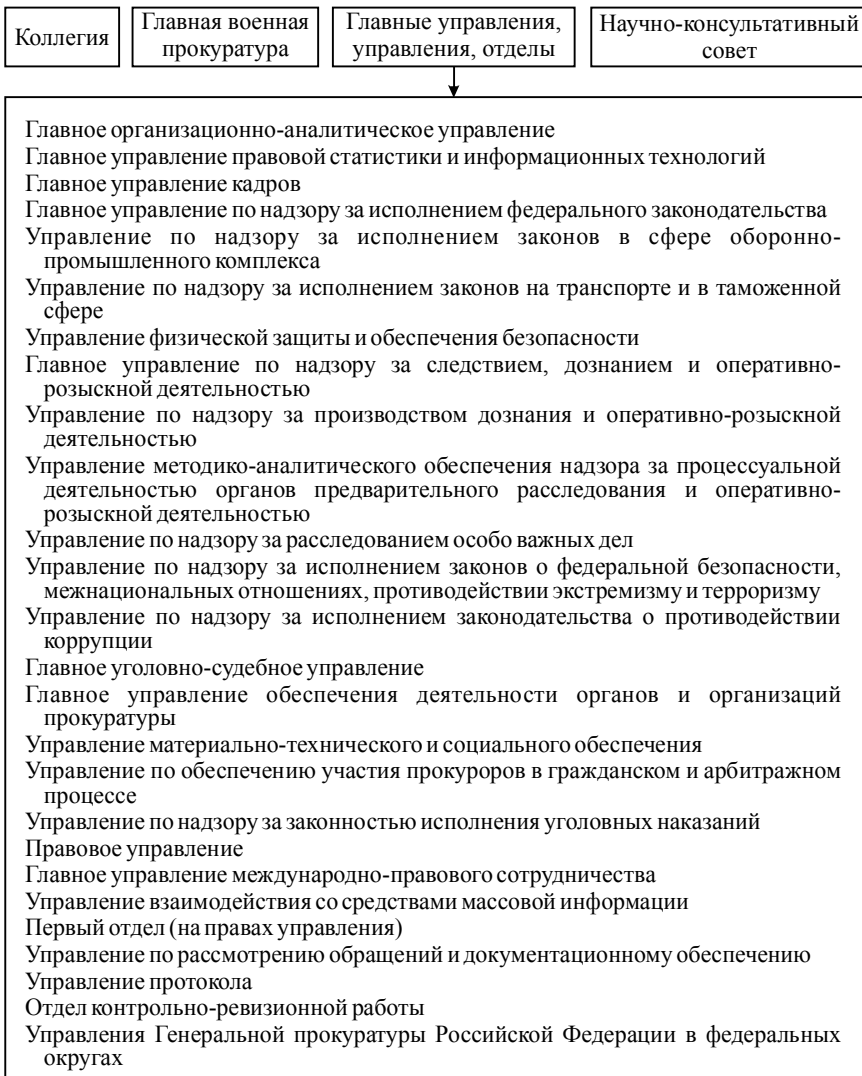 Коллегия
Главная военная
прокуратура
Главные управления,
управления, отделы
Научно-консультативный
совет
Главное организационно-аналитическое управление
Главное управление правовой статистики и информационных технологий
Главное управление кадров
Главное управление по надзору за исполнением федерального законодательства
Управление по надзору за исполнением законов в сфере оборонно-
промышленного комплекса
Управление по надзору за исполнением законов на транспорте и в таможенной
сфере
Управление физической защиты и обеспечения безопасности
Главное управление по надзору за следствием, дознанием и оперативно-
розыскной деятельностью
Управление по надзору за производством дознания и оперативно-розыскной
деятельностью
Управление методико-аналитического обеспечения надзора за процессуальной
деятельностью органов предварительного расследования и оперативно-
розыскной деятельностью
Управление по надзору за расследованием особо важных дел
Управление по надзору за исполнением законов о федеральной безопасности,
межнациональных отношениях, противодействии экстремизму и терроризму
Управление по надзору за исполнением законодательства о противодействии
коррупции
Главное уголовно-судебное управление
Главное управление обеспечения деятельности органов и организаций
прокуратуры
Управление материально-технического и социального обеспечения
Управление по обеспечению участия прокуроров в гражданском и арбитражном
процессе
Управление по надзору за законностью исполнения уголовных наказаний
Правовое управление
Главное управление международно-правового сотрудничества
Управление взаимодействия со средствами массовой информации
Первый отдел (на правах управления)
Управление по рассмотрению обращений и документационному обеспечению
Управление протокола
Отдел контрольно-ревизионной работы
Управления Генеральной прокуратуры Российской Федерации в федеральных
округах